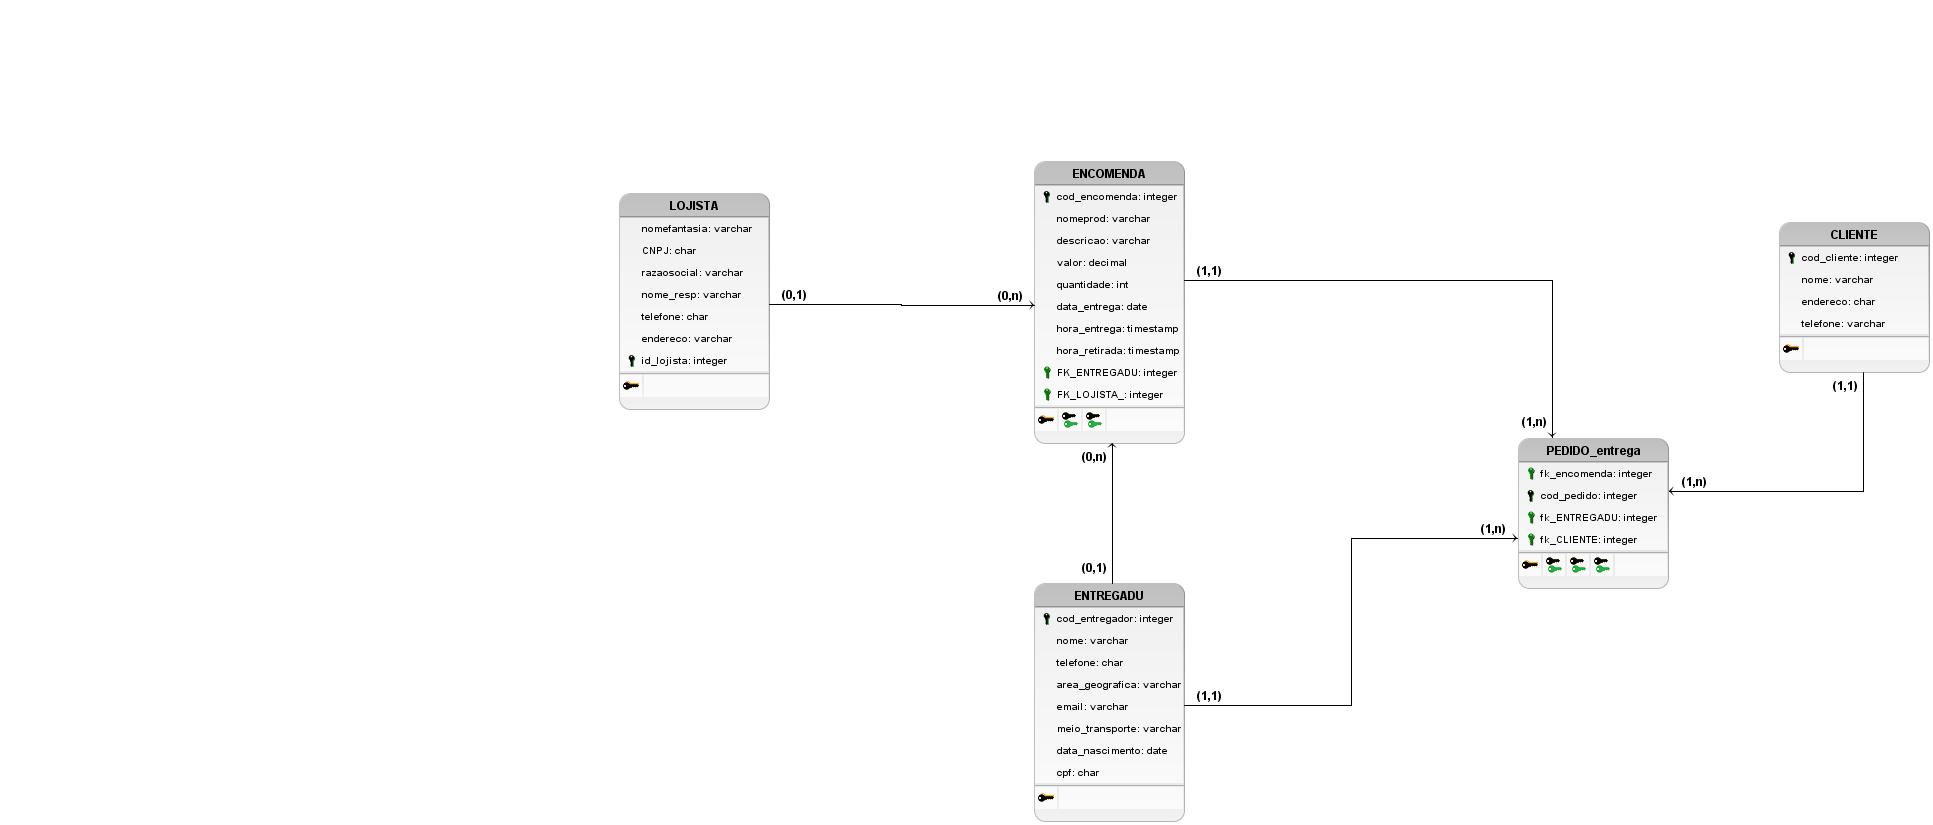 LOJISTA
nomefantasia: varchar
CNPJ: char
razaosocial: varchar
nome_resp: varchar
telefone: char
endereco: varchar
id_lojista: integer
(0,1)
(0,n)
ENCOMENDA
cod_encomenda: integer
nomeprod: varchar
descricao: varchar
valor: decimal
quantidade: int
data_entrega: date
hora_entrega: timestamp
hora_retirada: timestamp
FK_ENTREGADU: integer
FK_LOJISTA_: integer
(1,1)
(1,n)
(0,n)
(0,1)
ENTREGADU
cod_entregador: integer
nome: varchar
telefone: char
area_geografica: varchar
email: varchar
meio_transporte: varchar
data_nascimento: date
cpf: char
(1,1)
(1,n)
PEDIDO_entrega
fk_encomenda: integer
cod_pedido: integer
fk_ENTREGADU: integer
fk_CLIENTE: integer
(1,n)
CLIENTE
cod_cliente: integer
nome: varchar
endereco: char
telefone: varchar
(1,1)